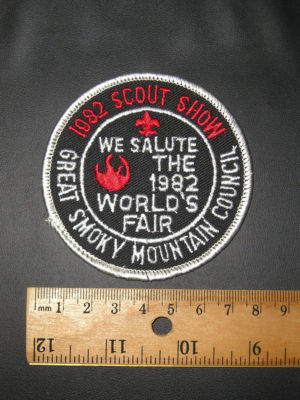 1982 SCOUT SHOW
WE SALUTE
THE
1982
WORLD'S
FAIR
GREAT SMOKY MOUNTAIN COUNCIL
mm 1 2 3 4 5 6 7 8 9
12 11 10 9